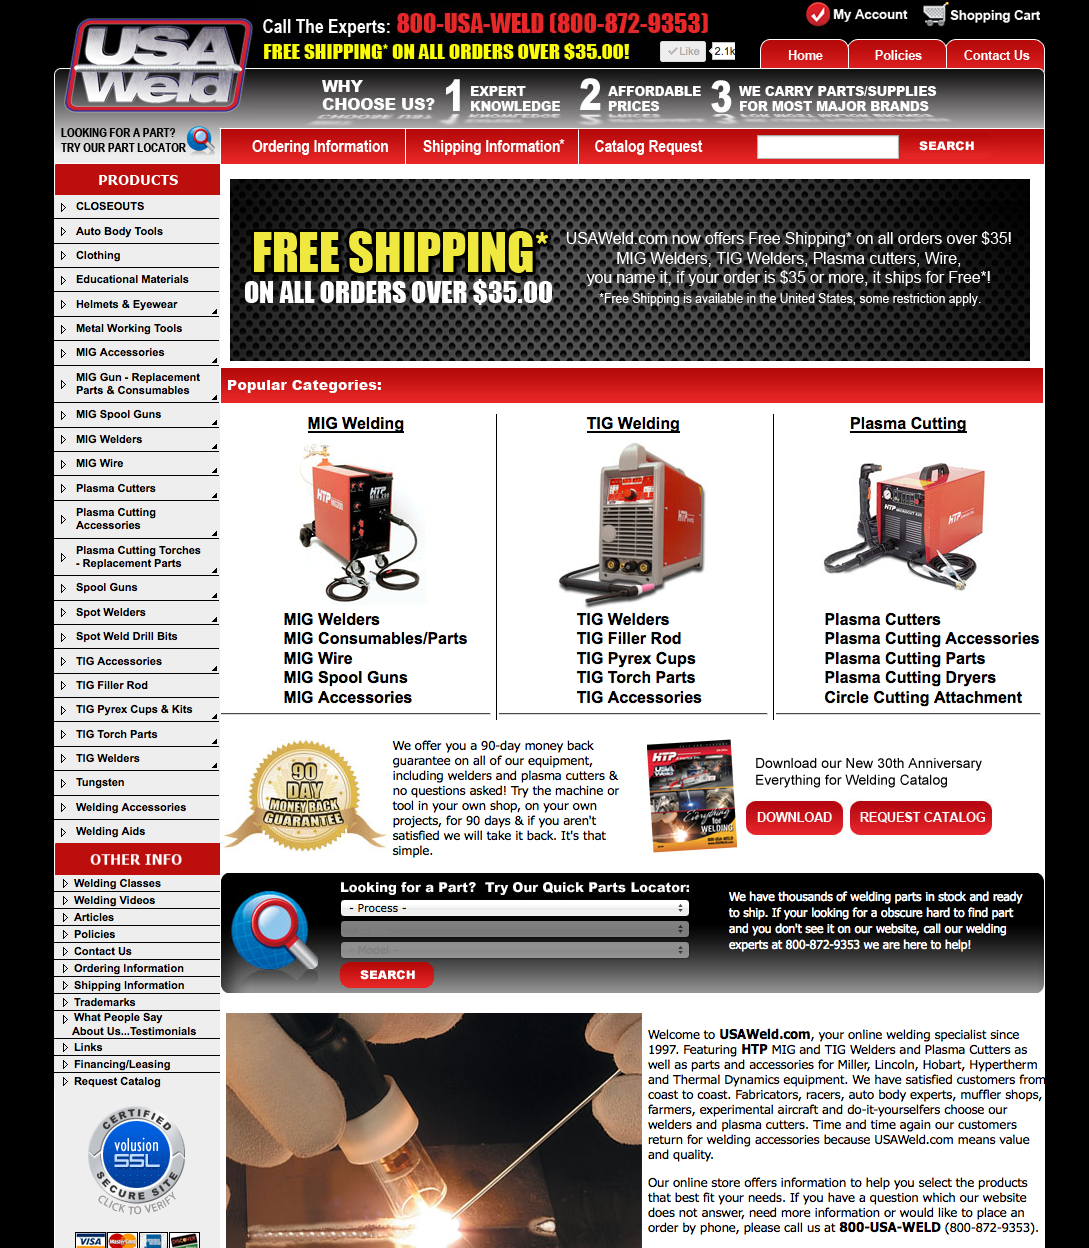 USA Weld
Call The Experts: 800-USA-WELD (800-872-9353)
FREE SHIPPING* ON ALL ORDERS OVER $35.00!
Like 2.1k
My Account
Shopping Cart
Home
Policies
Contact Us
WHY CHOOSE US?
1 EXPERT KNOWLEDGE
2 AFFORDABLE PRICES
3 WE CARRY PARTS/SUPPLIES FOR MOST MAJOR BRANDS
LOOKING FOR A PART?
TRY OUR PART LOCATOR
Ordering Information
Shipping Information*
Catalog Request
SEARCH
PRODUCTS
CLOSEOUTS
Auto Body Tools
Clothing
Educational Materials
Helmets & Eyewear
Metal Working Tools
MIG Accessories
MIG Gun - Replacement
Parts & Consumables
MIG Spool Guns
MIG Welders
MIG Wire
Plasma Cutters
Plasma Cutting
Accessories
Plasma Cutting Torches
- Replacement Parts
Spool Guns
Spot Welders
Spot Weld Drill Bits
TIG Accessories
TIG Filler Rod
TIG Pyrex Cups & Kits
TIG Torch Parts
TIG Welders
Tungsten
Welding Accessories
Welding Aids
OTHER INFO
Welding Classes
Welding Videos
Articles
Policies
Contact Us
Ordering Information
Shipping Information
Trademarks
What People Say
About Us...Testimonials
Links
Financing/Leasing
Request Catalog
CERTIFIED
volusion
SSL
SECURE SITE
CLICK TO VERIFY
VISA
MasterCard
DISCOVER
FREE SHIPPING*
ON ALL ORDERS OVER $35.00
USAWeld.com now offers Free Shipping* on all orders over $35!
MIG Welders, TIG Welders, Plasma cutters, Wire,
you name it, if your order is $35 or more, it ships for Free*!
*Free Shipping is available in the United States, some restriction apply.
Popular Categories:
MIG Welding
HTP
HTP
MIG Welders
MIG Consumables/Parts
MIG Wire
MIG Spool Guns
MIG Accessories
TIG Welding
HTP
TIG Welders
TIG Filler Rod
TIG Pyrex Cups
TIG Torch Parts
TIG Accessories
Plasma Cutting
HTP
HTP
Plasma Cutters
Plasma Cutting Accessories
Plasma Cutting Parts
Plasma Cutting Dryers
Circle Cutting Attachment
90
DAY
MONEY BACK
GUARANTEE
We offer you a 90-day money back
guarantee on all of our equipment,
including welders and plasma cutters &
no questions asked! Try the machine or
tool in your own shop, on your own
projects, for 90 days & if you aren't
satisfied we will take it back. It's that
simple.
HTP
USA
Weld
Everything
for
WELDING
800-USA-WELD
Download our New 30th Anniversary
Everything for Welding Catalog
DOWNLOAD
REQUEST CATALOG
Looking for a Part? Try Our Quick Parts Locator:
- Process -
- Model -
SEARCH
We have thousands of welding parts in stock and ready
to ship. If your looking for a obscure hard to find part
and you don't see it on our website, call our welding
experts at 800-872-9353 we are here to help!
Welcome to USAWeld.com, your online welding specialist since
1997. Featuring HTP MIG and TIG Welders and Plasma Cutters as
well as parts and accessories for Miller, Lincoln, Hobart, Hypertherm
and Thermal Dynamics equipment. We have satisfied customers from
coast to coast. Fabricators, racers, auto body experts, muffler shops,
farmers, experimental aircraft and do-it-yourselfers choose our
welders and plasma cutters. Time and time again our customers
return for welding accessories because USAWeld.com means value
and quality.
Our online store offers information to help you select the products
that best fit your needs. If you have a question which our website
does not answer, need more information or would like to place an
order by phone, please call us at 800-USA-WELD (800-872-9353).